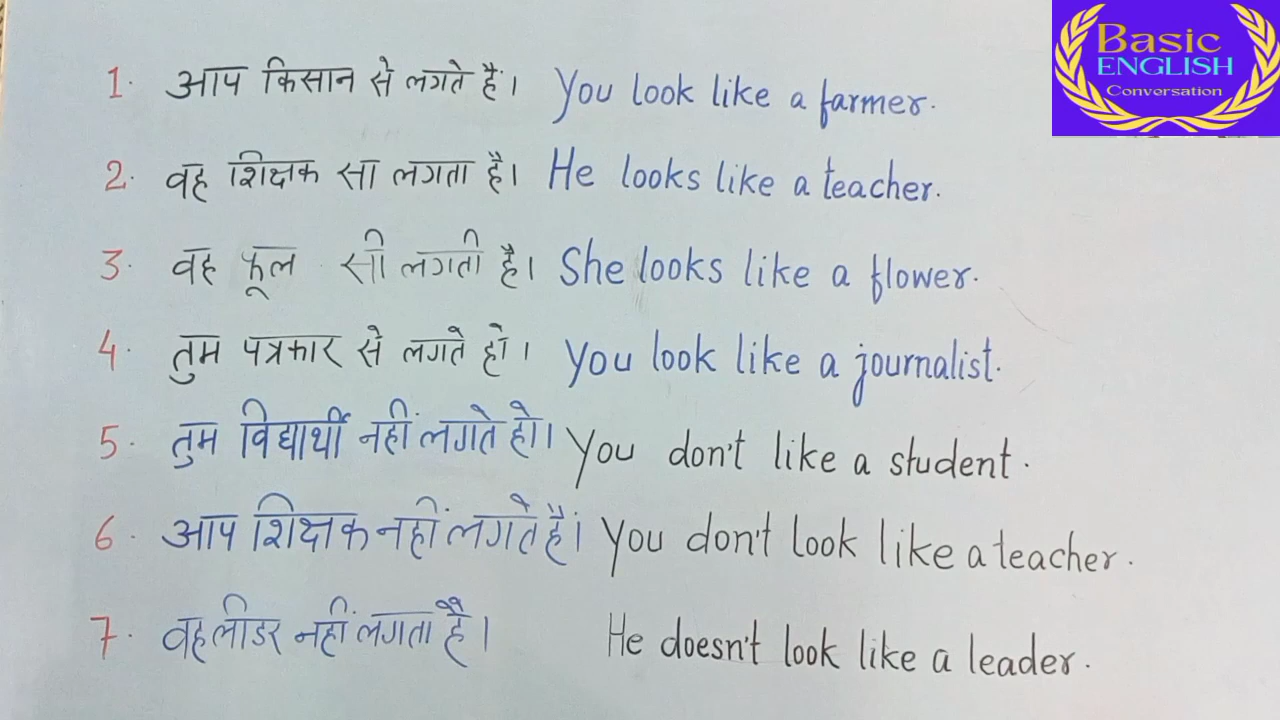 Basic
ENGLISH
Conversation
1. आप किसान से लगते हैं। You look like a farmer.
2. वह शिक्षक सा लगता है। He looks like a teacher.
3. वह फूल सी लगती है। She looks like a flower.
4. तुम पत्रकार से लगते हो। You look like a journalist.
5. तुम विद्यार्थी नहीं लगते हो। You don't like a student.
6. आप शिक्षक नहीं लगते हैं। You don't look like a teacher.
7. वह लीडर नहीं लगता है। He doesn't look like a leader.